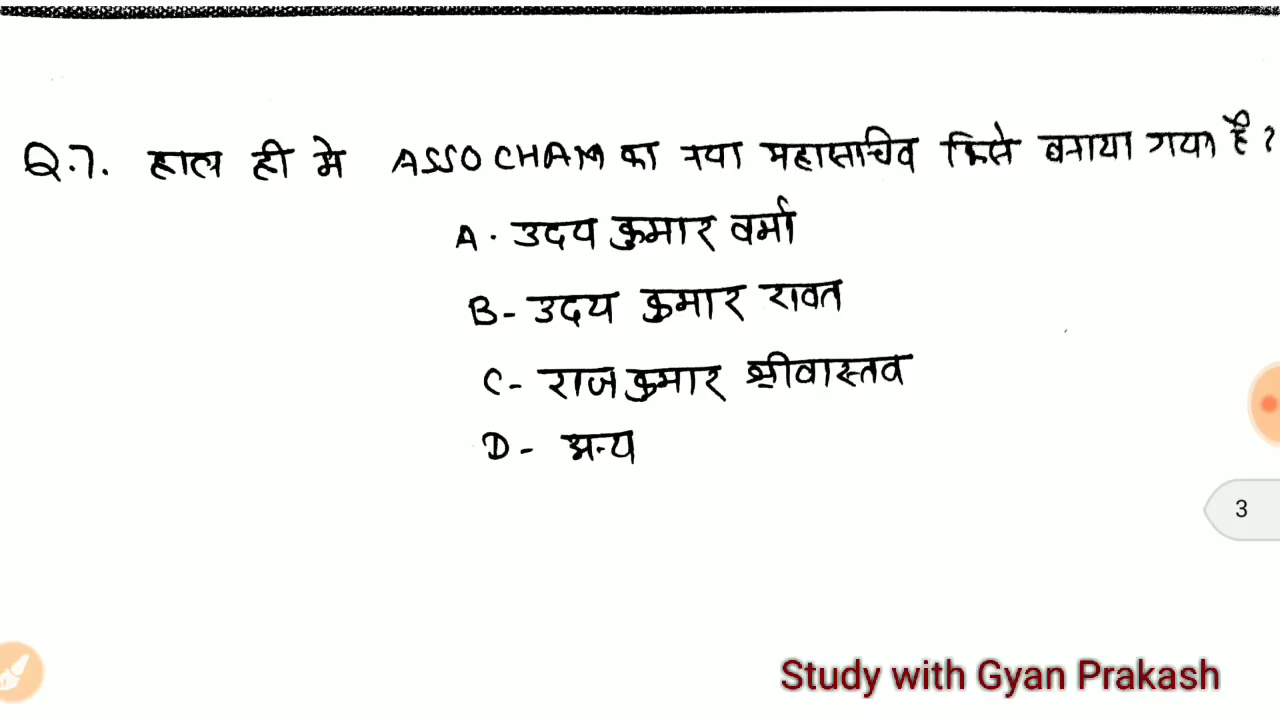 Q.7. हाल ही मे ASSOCHAM का नया महासचिव किसे बनाया गया है?
A. उदय कुमार वर्मा
B- उदय कुमार रावत
C- राजकुमार श्रीवास्तव
D- अन्य
3
Study with Gyan Prakash